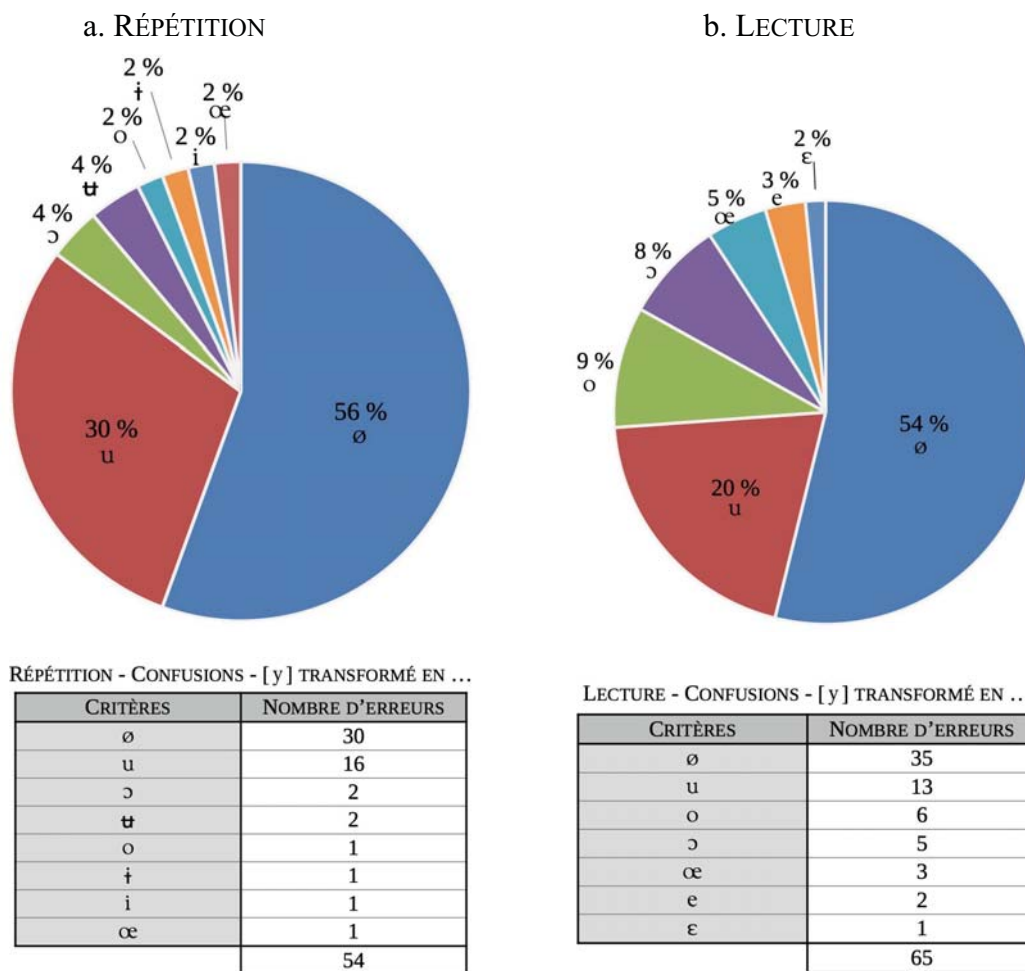 a. RÉPÉTITION
2 %
ɨ
2 %
o
2 %
i
2 %
œ
4 %
ʉ
4 %
ɔ
30 %
u
56 %
ø
RÉPÉTITION - CONFUSIONS - [y] TRANSFORMÉ EN …
CRITÈRES NOMBRE D'ERREURS
ø 30
u 16
ɔ 2
ʉ 2
o 1
ɨ 1
i 1
œ 1
54
b. LECTURE
2 %
ε
3 %
e
5 %
œ
8 %
ɔ
9 %
o
20 %
u
54 %
ø
LECTURE - CONFUSIONS - [y] TRANSFORMÉ EN …
CRITÈRES NOMBRE D'ERREURS
ø 35
u 13
o 6
ɔ 5
œ 3
e 2
ε 1
65